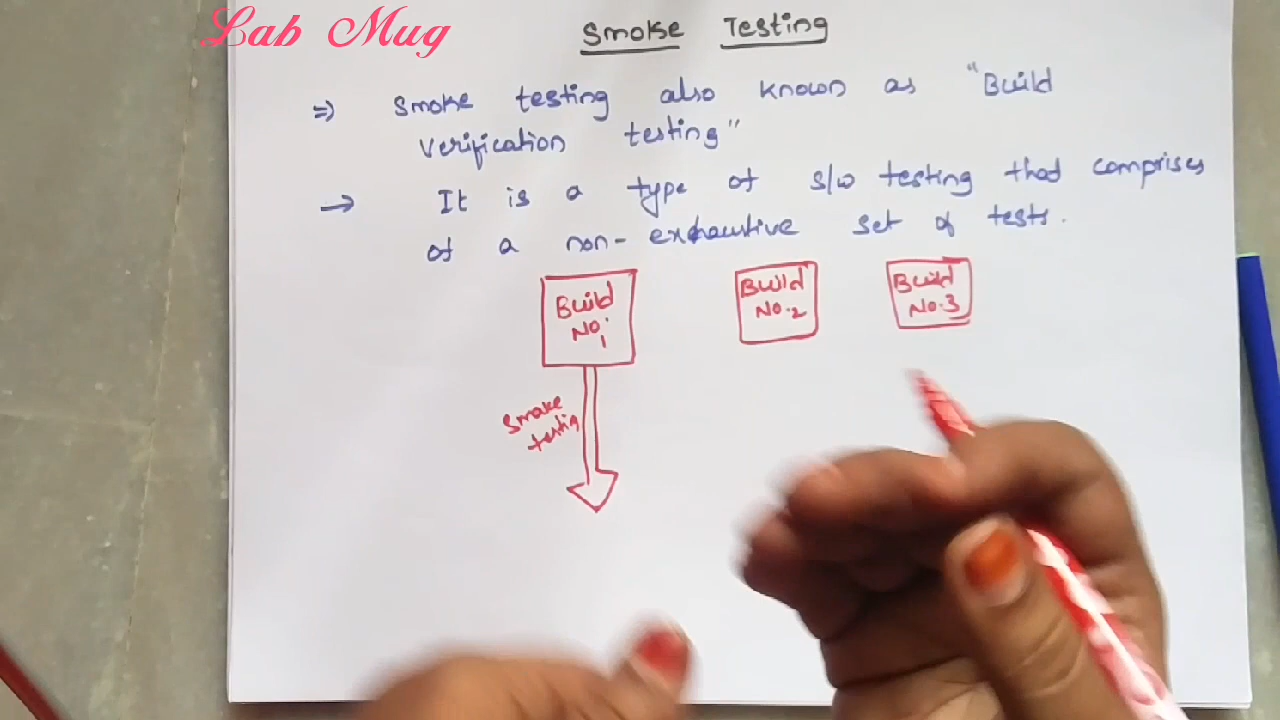 Lab Mug
Smoke Testing
⇒ Smoke testing also known as "Build
verification testing"
→ It is a type of s/w testing that comprises
of a non-exhaustive set of tests.
Build
No.
1
Build
No.2
Build
No.3
Smoke
testing